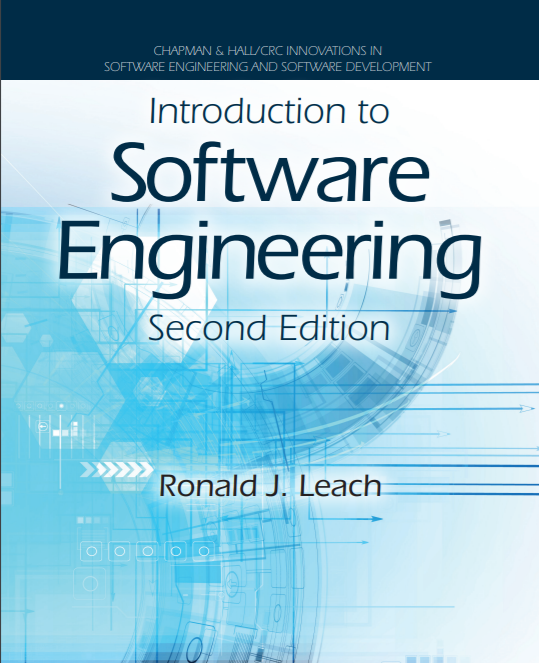 CHAPMAN & HALL/CRC INNOVATIONS IN
SOFTWARE ENGINEERING AND SOFTWARE DEVELOPMENT
Introduction to
Software
Engineering
Second Edition
Ronald J. Leach